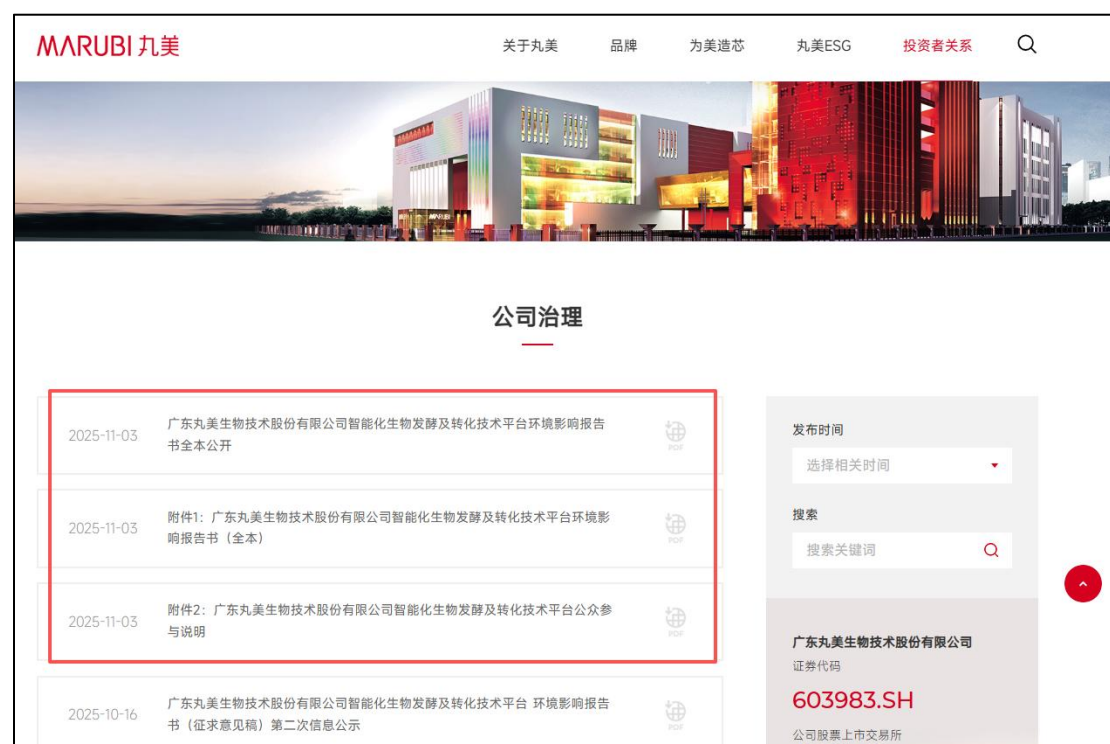 MARUBI 丸美
关于丸美
品牌
为美造芯
丸美ESG
投资者关系
MARUBI
公司治理
2025-11-03
广东丸美生物技术股份有限公司智能化生物发酵及转化技术平台环境影响报告
书全本公开
PDF
2025-11-03
附件1：广东丸美生物技术股份有限公司智能化生物发酵及转化技术平台环境影
响报告书（全本）
PDF
2025-11-03
附件2：广东丸美生物技术股份有限公司智能化生物发酵及转化技术平台公众参
与说明
PDF
2025-10-16
广东丸美生物技术股份有限公司智能化生物发酵及转化技术平台 环境影响报告
书（征求意见稿）第二次信息公示
PDF
发布时间
选择相关时间
搜索
搜索关键词
广东丸美生物技术股份有限公司
证券代码
603983.SH
公司股票上市交易所